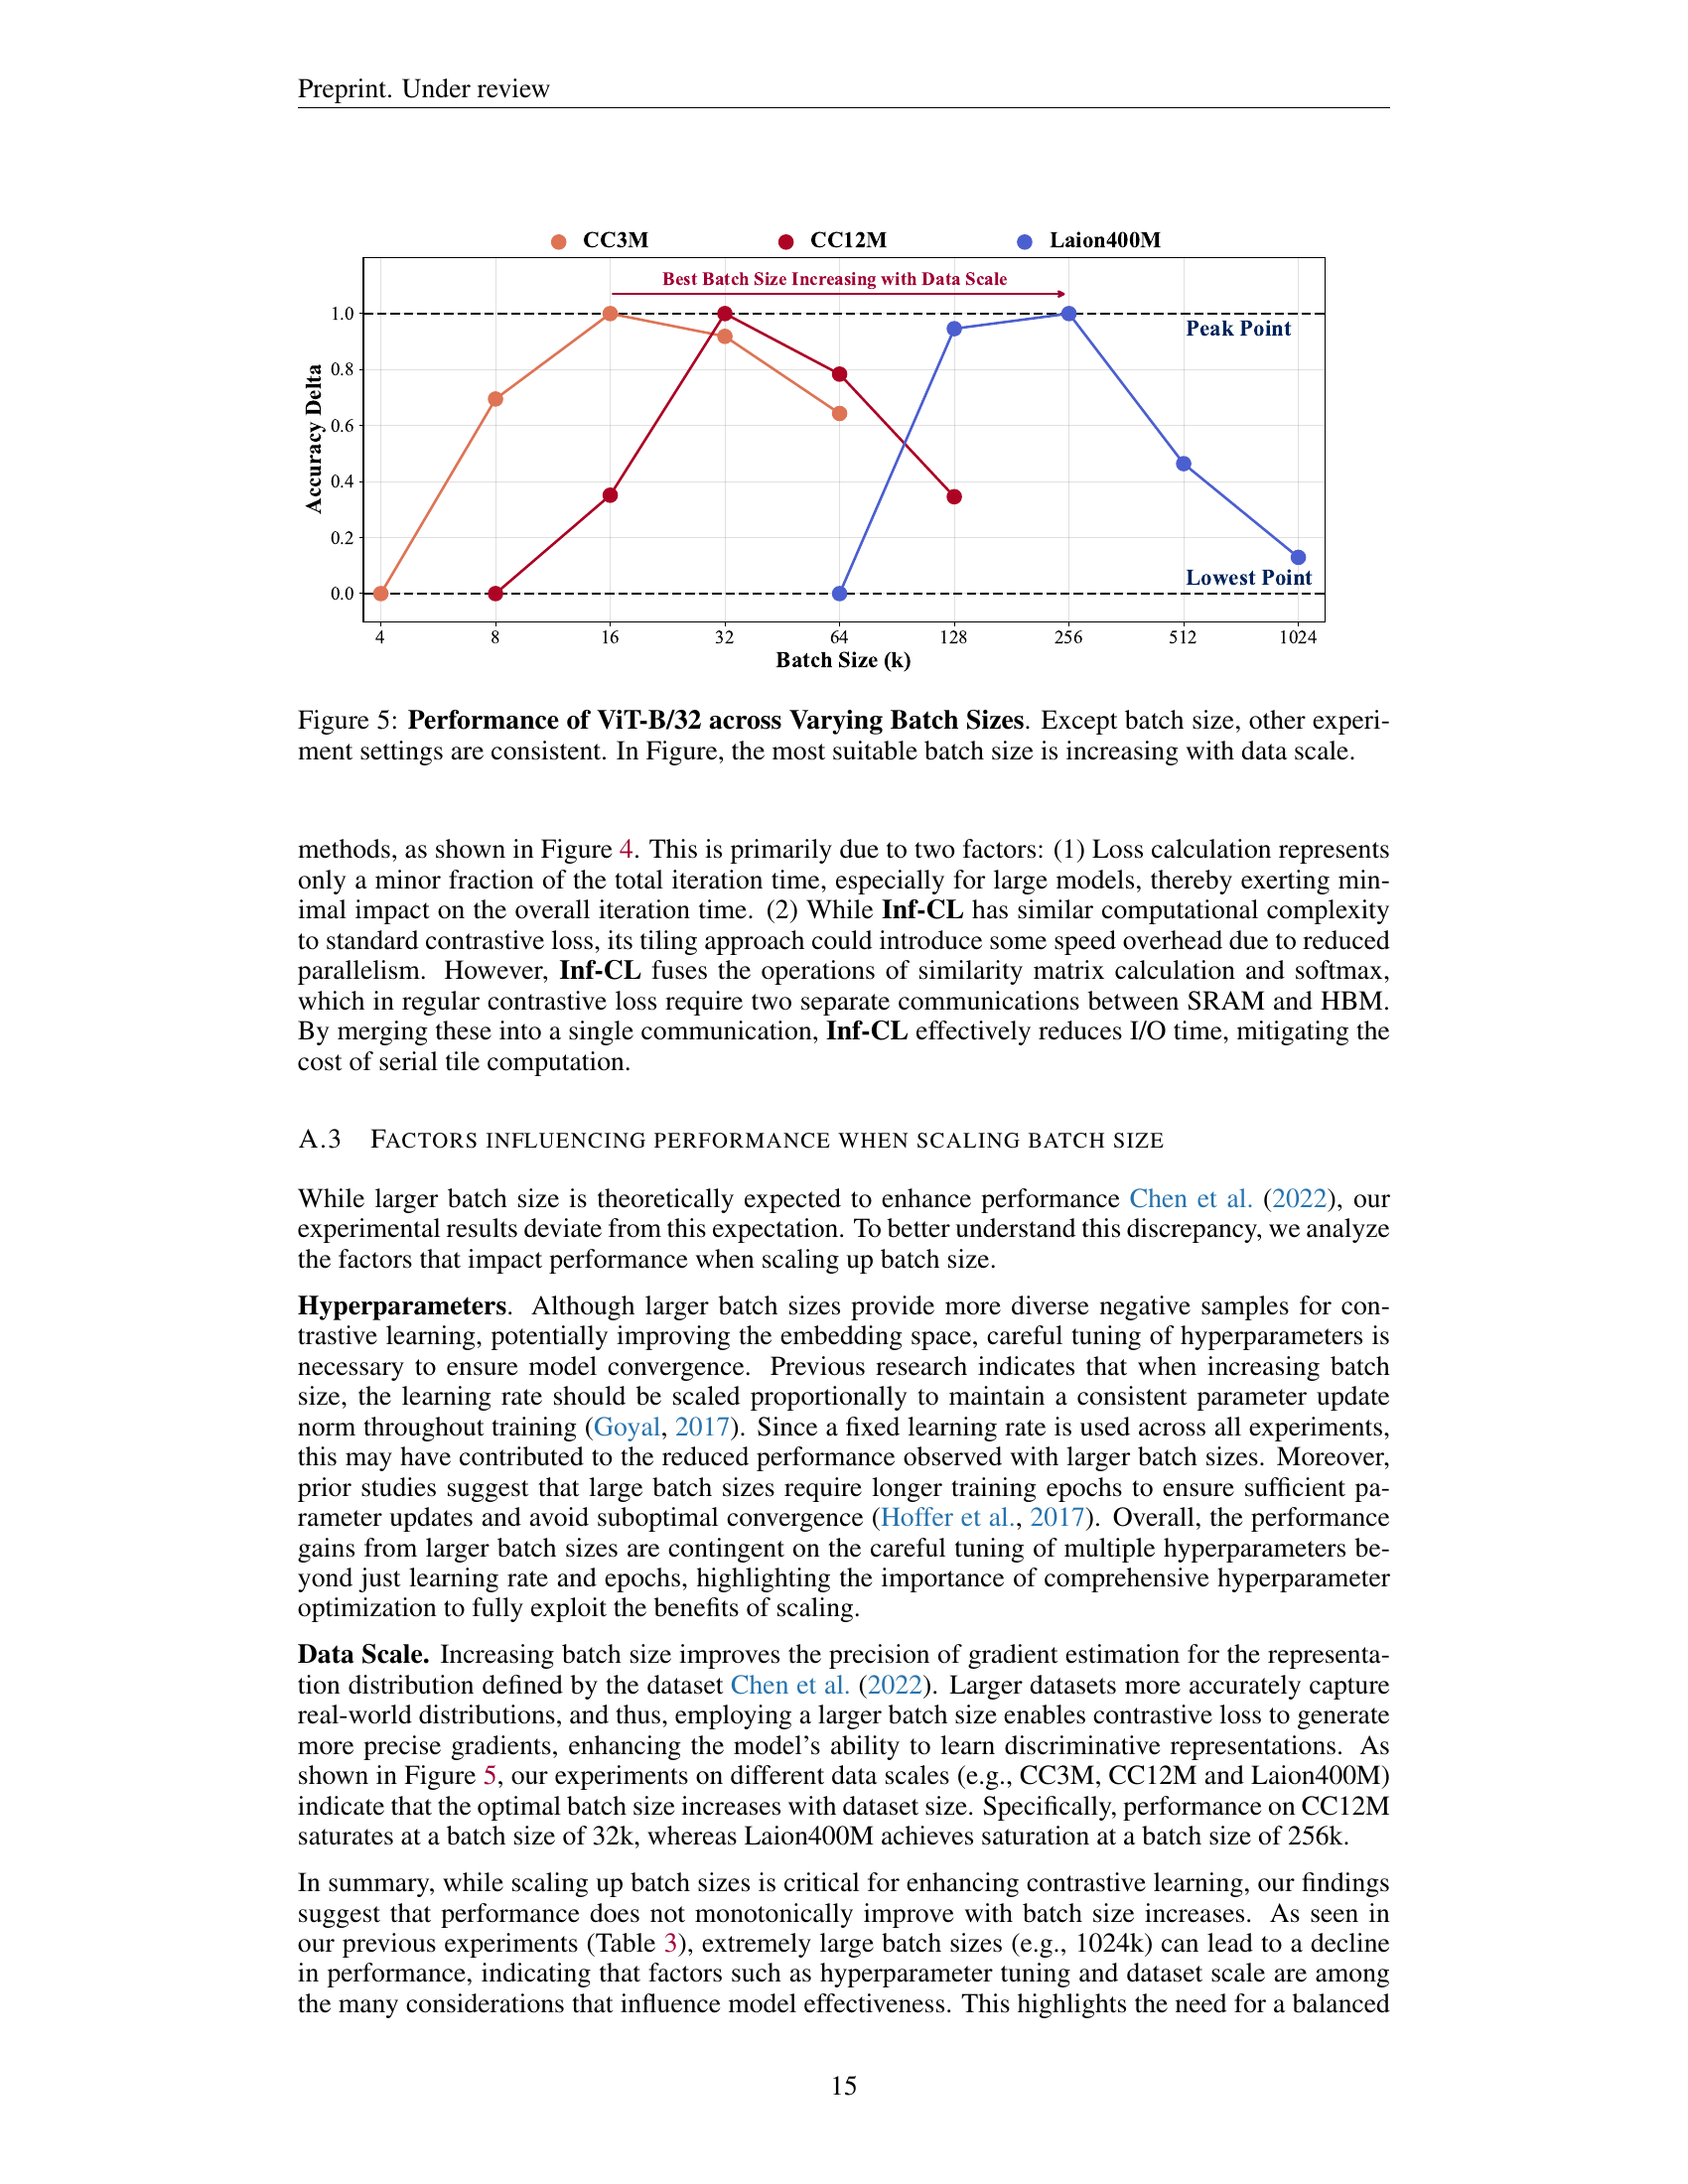 Preprint. Under review
CC3M CC12M Laion400M
Best Batch Size Increasing with Data Scale
Peak Point
Lowest Point
Accuracy Delta
1.0
0.8
0.6
0.4
0.2
0.0
4 8 16 32 64 128 256 512 1024
Batch Size (k)
Figure 5: Performance of ViT-B/32 across Varying Batch Sizes. Except batch size, other experi-
ment settings are consistent. In Figure, the most suitable batch size is increasing with data scale.
methods, as shown in Figure 4. This is primarily due to two factors: (1) Loss calculation represents
only a minor fraction of the total iteration time, especially for large models, thereby exerting min-
imal impact on the overall iteration time. (2) While Inf-CL has similar computational complexity
to standard contrastive loss, its tiling approach could introduce some speed overhead due to reduced
parallelism. However, Inf-CL fuses the operations of similarity matrix calculation and softmax,
which in regular contrastive loss require two separate communications between SRAM and HBM.
By merging these into a single communication, Inf-CL effectively reduces I/O time, mitigating the
cost of serial tile computation.
A.3 FACTORS INFLUENCING PERFORMANCE WHEN SCALING BATCH SIZE
While larger batch size is theoretically expected to enhance performance Chen et al. (2022), our
experimental results deviate from this expectation. To better understand this discrepancy, we analyze
the factors that impact performance when scaling up batch size.
Hyperparameters. Although larger batch sizes provide more diverse negative samples for con-
trastive learning, potentially improving the embedding space, careful tuning of hyperparameters is
necessary to ensure model convergence. Previous research indicates that when increasing batch
size, the learning rate should be scaled proportionally to maintain a consistent parameter update
norm throughout training (Goyal, 2017). Since a fixed learning rate is used across all experiments,
this may have contributed to the reduced performance observed with larger batch sizes. Moreover,
prior studies suggest that large batch sizes require longer training epochs to ensure sufficient pa-
rameter updates and avoid suboptimal convergence (Hoffer et al., 2017). Overall, the performance
gains from larger batch sizes are contingent on the careful tuning of multiple hyperparameters be-
yond just learning rate and epochs, highlighting the importance of comprehensive hyperparameter
optimization to fully exploit the benefits of scaling.
Data Scale. Increasing batch size improves the precision of gradient estimation for the representa-
tion distribution defined by the dataset Chen et al. (2022). Larger datasets more accurately capture
real-world distributions, and thus, employing a larger batch size enables contrastive loss to generate
more precise gradients, enhancing the model's ability to learn discriminative representations. As
shown in Figure 5, our experiments on different data scales (e.g., CC3M, CC12M and Laion400M)
indicate that the optimal batch size increases with dataset size. Specifically, performance on CC12M
saturates at a batch size of 32k, whereas Laion400M achieves saturation at a batch size of 256k.
In summary, while scaling up batch sizes is critical for enhancing contrastive learning, our findings
suggest that performance does not monotonically improve with batch size increases. As seen in
our previous experiments (Table 3), extremely large batch sizes (e.g., 1024k) can lead to a decline
in performance, indicating that factors such as hyperparameter tuning and dataset scale are among
the many considerations that influence model effectiveness. This highlights the need for a balanced
15